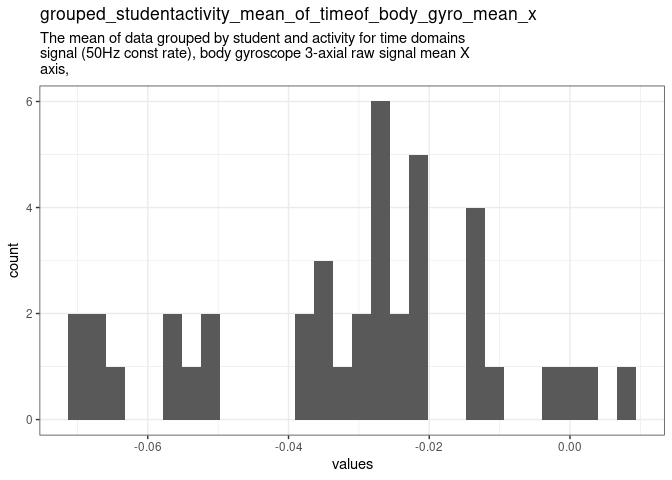 grouped_studentactivity_mean_of_timeof_body_gyro_mean_x
The mean of data grouped by student and activity for time domains
signal (50Hz const rate), body gyroscope 3-axial raw signal mean X
axis,
6
4
2
0
count
-0.06 -0.04 -0.02 0.00
values